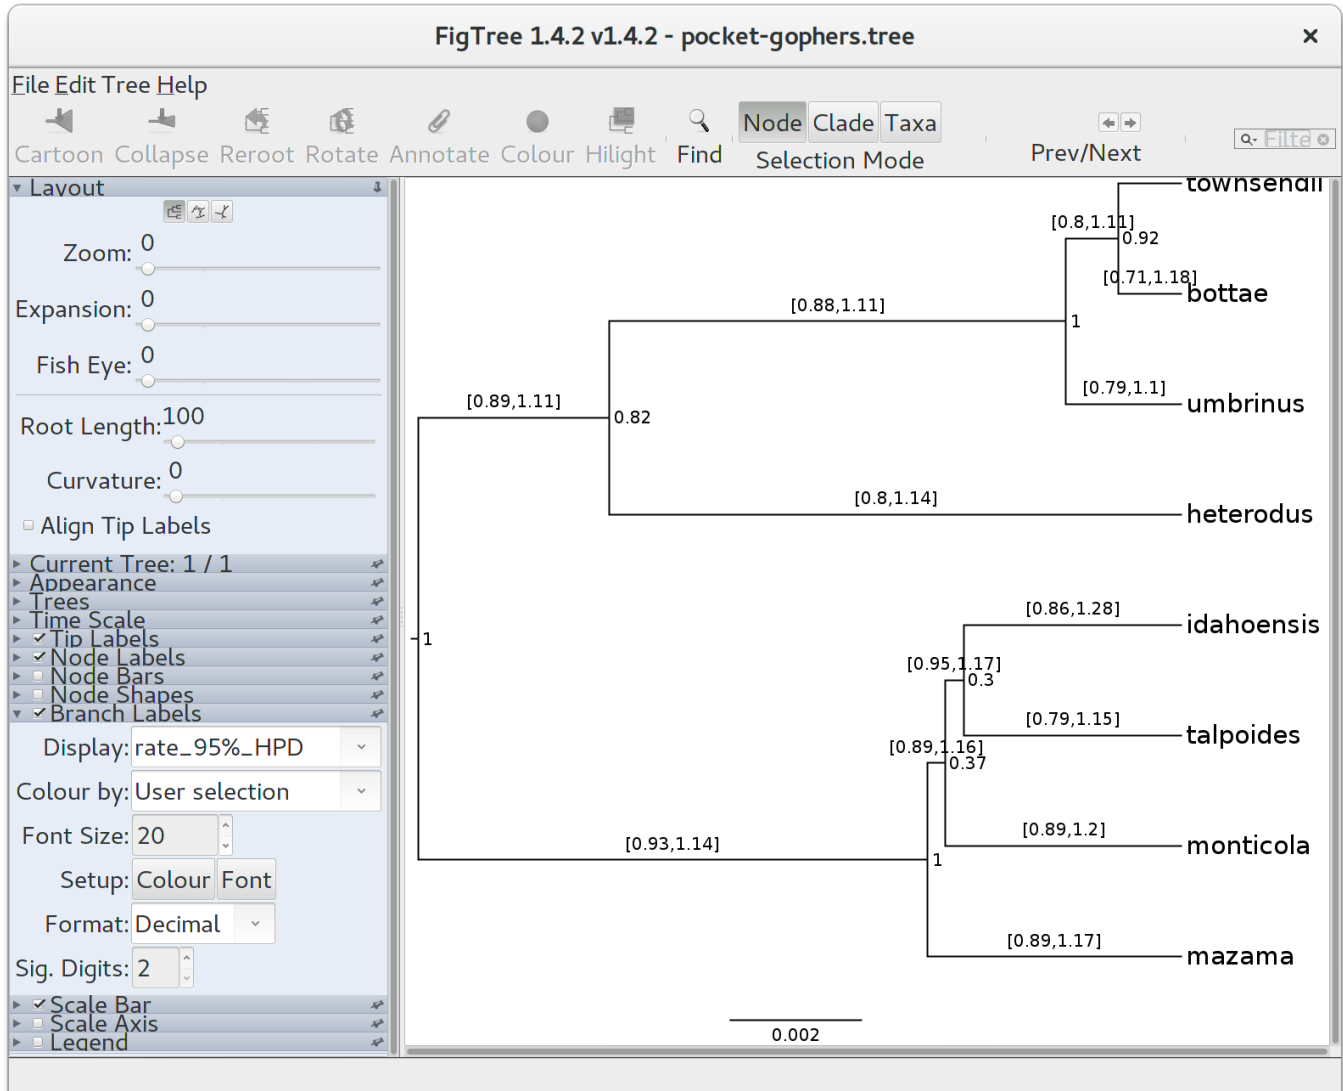 FigTree 1.4.2 v1.4.2 - pocket-gophers.tree
File Edit Tree Help
Cartoon Collapse Reroot Rotate Annotate Colour Hilight Find
Node Clade Taxa
Selection Mode
Prev/Next
Filte
Layout
Zoom: 0
Expansion: 0
Fish Eye: 0
Root Length: 100
Curvature: 0
Align Tip Labels
Current Tree: 1 / 1
Appearance
Trees
Time Scale
Tip Labels
Node Labels
Node Bars
Node Shapes
Branch Labels
Display: rate_95%_HPD
Colour by: User selection
Font Size: 20
Setup: Colour Font
Format: Decimal
Sig. Digits: 2
Scale Bar
Scale Axis
Legend
townsendii
[0.8,1.11]
0.92
[0.71,1.18]
bottae
[0.88,1.11]
1
[0.79,1.1]
umbrinus
[0.89,1.11]
0.82
[0.8,1.14]
heterodus
[0.86,1.28]
idahoensis
1
[0.95,1.17]
0.3
[0.79,1.15]
talpoides
[0.89,1.16]
0.37
[0.89,1.2]
monticola
[0.93,1.14]
1
[0.89,1.17]
mazama
0.002